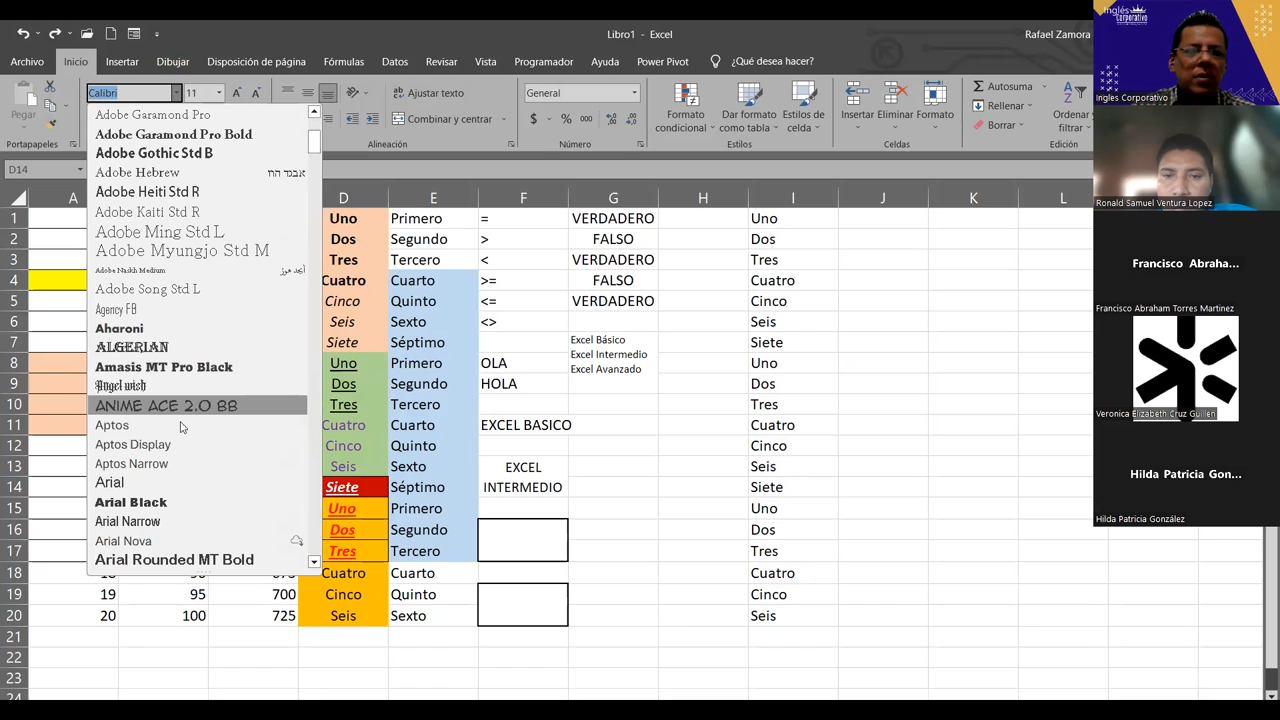 Libro1 - Excel
Rafael Zamora
Archivo Inicio Insertar Dibujar Disposición de página Fórmulas Datos Revisar Vista Programador Ayuda Power Pivot ¿Qué desea hacer?
Pegar
Calibri 11
Ajustar texto
Combinar y centrar
General
$ % 000
Formato condicional
Dar formato como tabla
Estilos de celda
Insertar Eliminar Formato
Autosuma
Rellenar
Borrar
Ordenar y filtrar
Portapapeles Alineación Número Estilos Celdas Edición
D14
Adobe Garamond Pro
Adobe Garamond Pro Bold
Adobe Gothic Std B
Adobe Hebrew אבגד הוז
Adobe Heiti Std R
Adobe Kaiti Std R
Adobe Ming Std L
Adobe Myungjo Std M
Adobe Naskh Medium أبجد هوز
Adobe Song Std L
Agency FB
Aharoni
ALGERIAN
Amasis MT Pro Black
Angel wish
ANIME ACE 2.0 BB
Aptos
Aptos Display
Aptos Narrow
Arial
Arial Black
Arial Narrow
Arial Nova
Arial Rounded MT Bold
A D E F G H I J K L
1 Uno Primero = VERDADERO Uno
2 Dos Segundo > FALSO Dos
3 Tres Tercero < VERDADERO Tres
4 Cuatro Cuarto >= FALSO Cuatro
5 Cinco Quinto <= VERDADERO Cinco
6 Seis Sexto <> Seis
7 Siete Séptimo Excel Básico Siete
Excel Intermedio
Excel Avanzado
8 Uno Primero OLA Uno
9 Dos Segundo HOLA Dos
10 Tres Tercero Tres
11 Cuatro Cuarto EXCEL BASICO Cuatro
12 Cinco Quinto Cinco
13 Seis Sexto EXCEL Seis
14 Siete Séptimo INTERMEDIO Siete
15 Uno Primero Uno
16 Dos Segundo Dos
17 Tres Tercero Tres
18 Cuatro Cuarto Cuatro
19 19 95 700 Cinco Quinto Cinco
20 20 100 725 Seis Sexto Seis
21
22
23
Inglés
Corporativo
Ingles Corporativo
Ronald Samuel Ventura Lopez
Francisco Abraha...
Francisco Abraham Torres Martinez
Veronica Elizabeth Cruz Guillen
Hilda Patricia Gon...
Hilda Patricia González